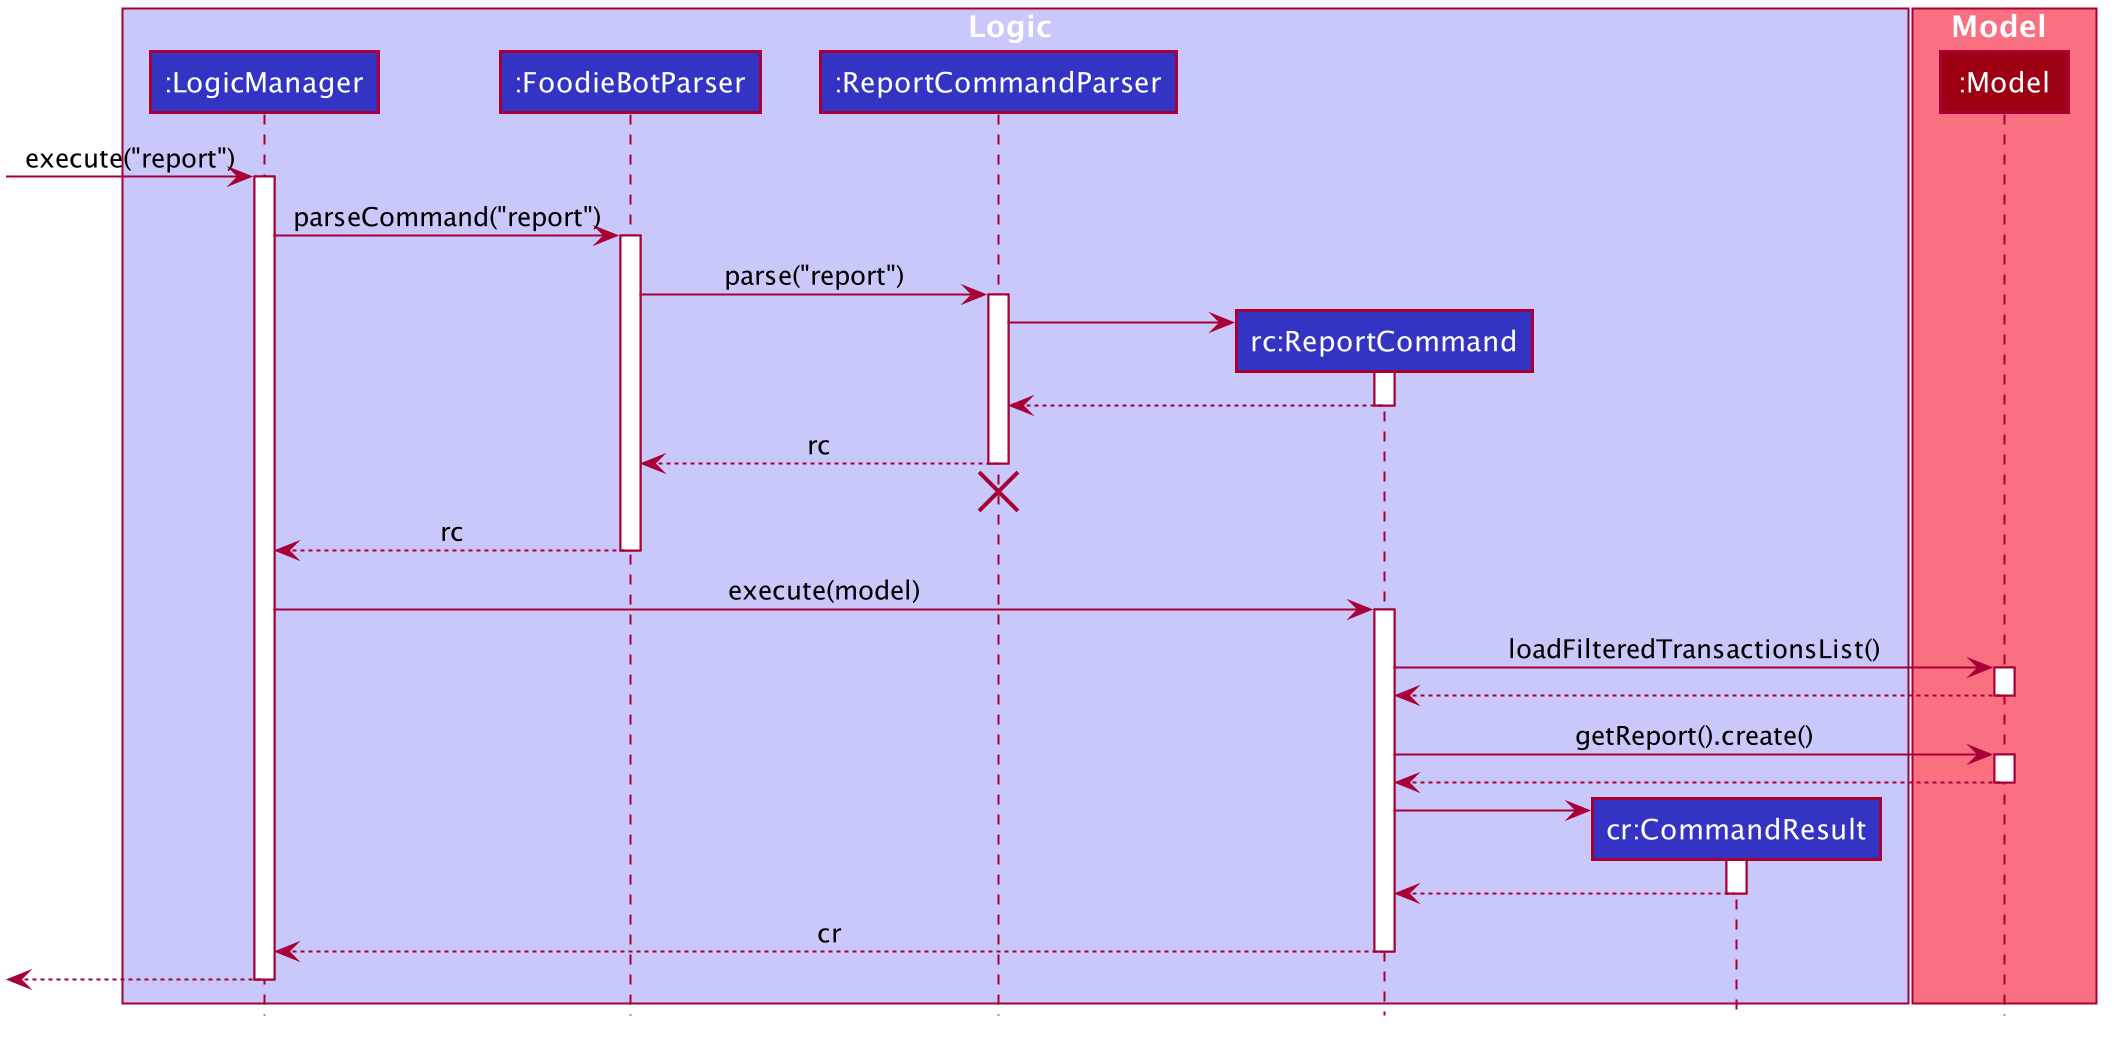 Logic
Model
:LogicManager
:FoodieBotParser
:ReportCommandParser
:Model
execute("report")
parseCommand("report")
parse("report")
rc:ReportCommand
rc
rc
execute(model)
loadFilteredTransactionsList()
getReport().create()
cr:CommandResult
cr